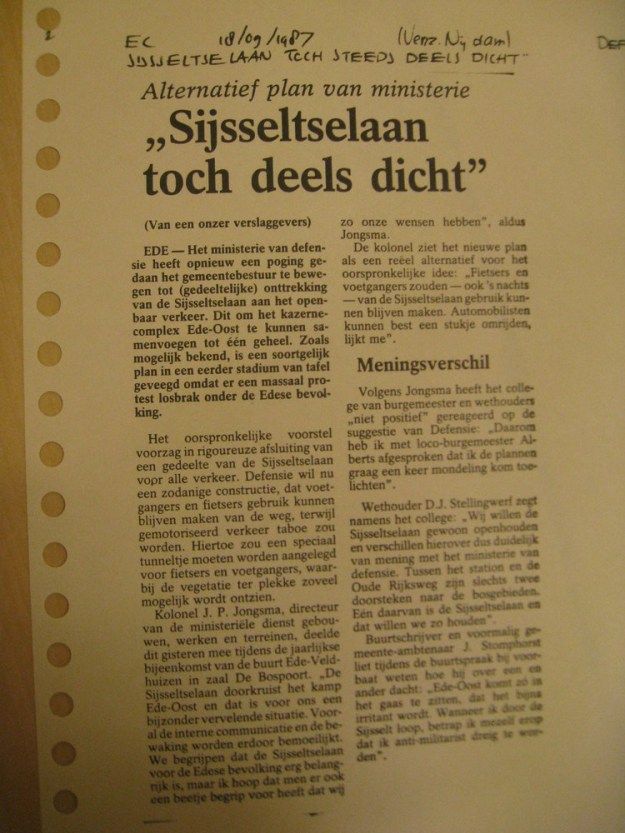 2
EC 18/09/1987 (Verz. Nijdam)
SIJSSELTSE LAAN TOCH STEEDS DEELS DICHT"
DEF
Alternatief plan van ministerie
„Sijsseltselaan
toch deels dicht”
(Van een onzer verslaggevers)
EDE — Het ministerie van defen-
sie heeft opnieuw een poging ge-
daan het gemeentebestuur te bewe-
gen tot (gedeeltelijke) onttrekking
van de Sijsseltselaan aan het open-
baar verkeer. Dit om het kazerne-
complex Ede-Oost te kunnen sa-
menvoegen tot één geheel. Zoals
mogelijk bekend, is een soortgelijk
plan in een eerder stadium van tafel
geveegd omdat er een massaal pro-
test losbrak onder de Edese bevol-
king.
Het oorspronkelijke voorstel
voorzag in rigoureuze afsluiting van
een gedeelte van de Sijsseltselaan
voor alle verkeer. Defensie wil nu
een zodanige constructie, dat voet-
gangers en fietsers gebruik kunnen
blijven maken van de weg, terwijl
gemotoriseerd verkeer taboe zou
worden. Hiertoe zou een speciaal
tunneltje moeten worden aangelegd
voor fietsers en voetgangers, waar-
bij de vegetatie ter plekke zoveel
mogelijk wordt ontzien.
Kolonel J. P. Jongsma, directeur
van de ministeriële dienst gebou-
wen, werken en terreinen, deelde
dit gisteren mee tijdens de jaarlijkse
bijeenkomst van de buurt Ede-Veld-
huizen in zaal De Bospoort. „De
Sijsseltselaan doorkruist het kamp
Ede-Oost en dat is voor ons een
bijzonder vervelende situatie. Voor-
al de interne communicatie en de be-
waking worden erdoor bemoeilijkt.
We begrijpen dat de Sijsseltselaan
voor de Edese bevolking erg belang-
rijk is, maar ik hoop dat men er ook
een beetje begrip voor heeft dat wij
zo onze wensen hebben”, aldus
Jongsma.
De kolonel ziet het nieuwe plan
als een reëel alternatief voor het
oorspronkelijke idee: „Fietsers en
voetgangers zouden — ook 's nachts
— van de Sijsseltselaan gebruik kun-
nen blijven maken. Automobilisten
kunnen best een stukje omrijden,
lijkt me”.
Meningsverschil
Volgens Jongsma heeft het colle-
ge van burgemeester en wethouders
„niet positief” gereageerd op de
suggestie van Defensie: „Daarom
heb ik met loco-burgemeester Al-
berts afgesproken dat ik de plannen
graag een keer mondeling kom toe-
lichten”.
Wethouder D.J. Stellingwerf zegt
namens het college: „Wij willen de
Sijsseltselaan gewoon openhouden
en verschillen hierover dus duidelijk
van mening met het ministerie van
defensie. Tussen het station en de
Oude Rijksweg zijn slechts twee
doorsteken naar de bosgebieden.
Eén daarvan is de Sijsseltselaan en
dat willen we zo houden”.
Buurtschrijver en voormalig ge-
meente-ambtenaar J. Stomphorst
liet tijdens de buurtspraak bij voor-
baat weten hoe hij over een en
ander dacht: „Ede-Oost komt zó in
het gaas te zitten, dat het bijna
irritant wordt. Wanneer ik door de
Sijsselt loop, betrap ik mezelf erop
dat ik anti-militarist dreig te wor-
den”.